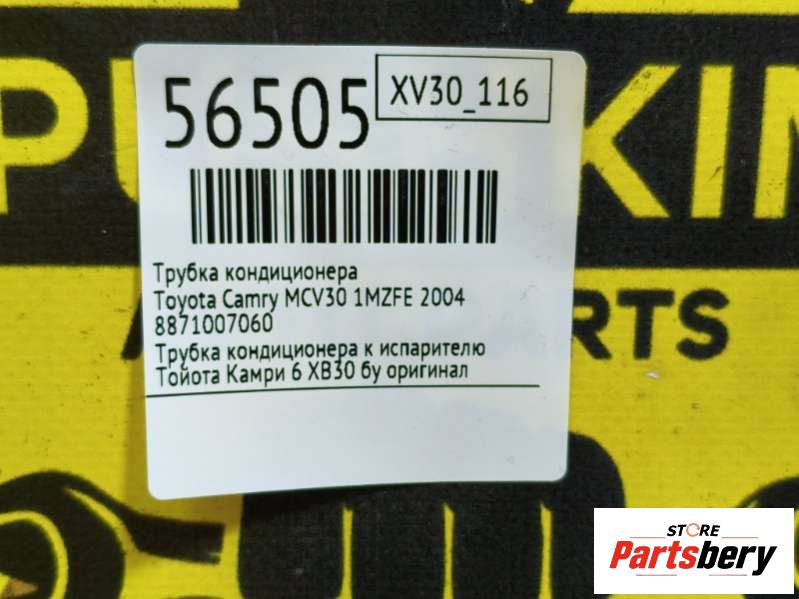 56505
XV30_116
Трубка кондиционера
Toyota Camry MCV30 1MZFE 2004
8871007060
Трубка кондиционера к испарителю
Тойота Камри 6 ХВ30 бу оригинал
PARTS
STORE
Partsbery